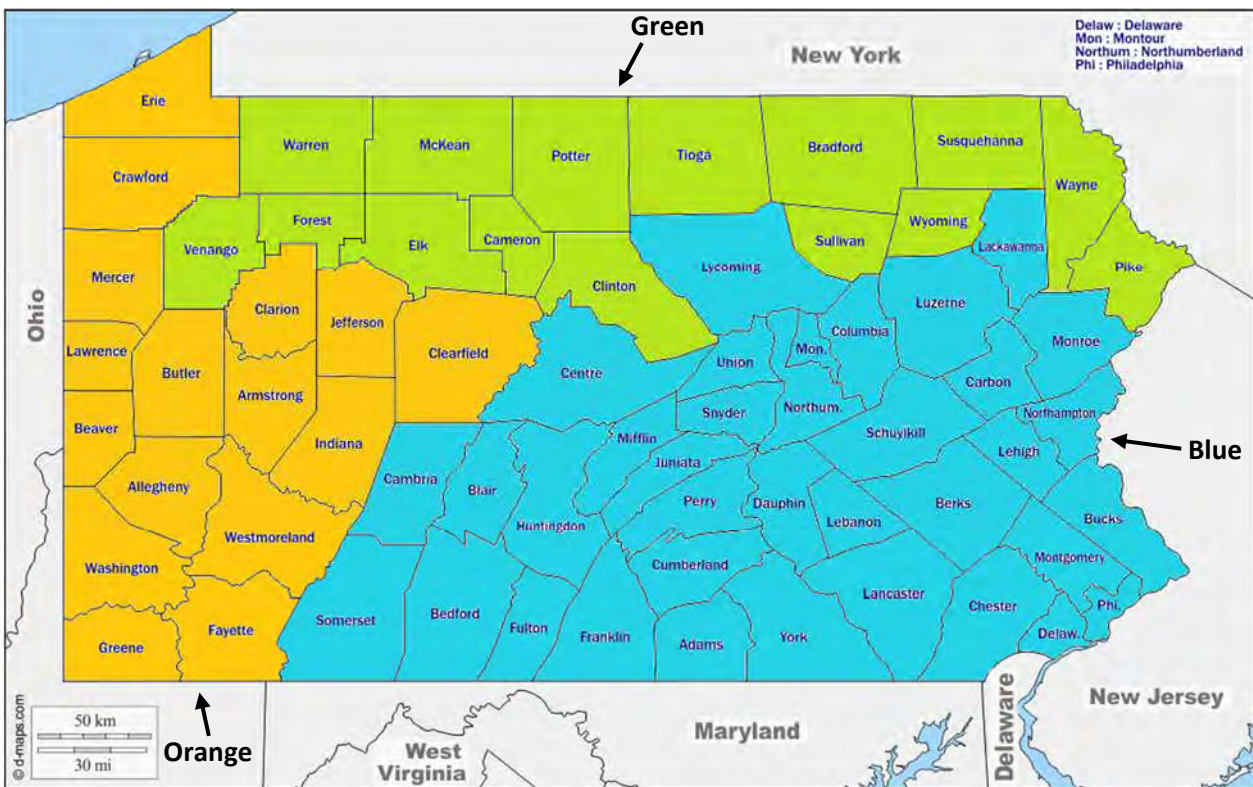 Green
Delaw : Delaware
Mon : Montour
Northum : Northumberland
Phi : Philadelphia
New York
Erie
Warren
McKean
Potter
Tioga
Bradford
Susquehanna
Wayne
Crawford
Venango
Forest
Elk
Cameron
Clinton
Lycoming
Sullivan
Wyoming
Lackawanna
Pike
Ohio
Mercer
Clarion
Jefferson
Clearfield
Centre
Union
Mon.
Columbia
Luzerne
Monroe
Lawrence
Butler
Armstrong
Snyder
Northum.
Carbon
Northampton
Beaver
Indiana
Mifflin
Juniata
Schuylkill
Lehigh
Blue
Allegheny
Cambria
Blair
Huntingdon
Perry
Dauphin
Lebanon
Berks
Bucks
Westmoreland
Washington
Cumberland
Montgomery
Greene
Fayette
Somerset
Bedford
Fulton
Franklin
Adams
York
Lancaster
Chester
Delaw.
Phi.
© d-maps.com
50 km
30 mi
Orange
West
Virginia
Maryland
Delaware
New Jersey